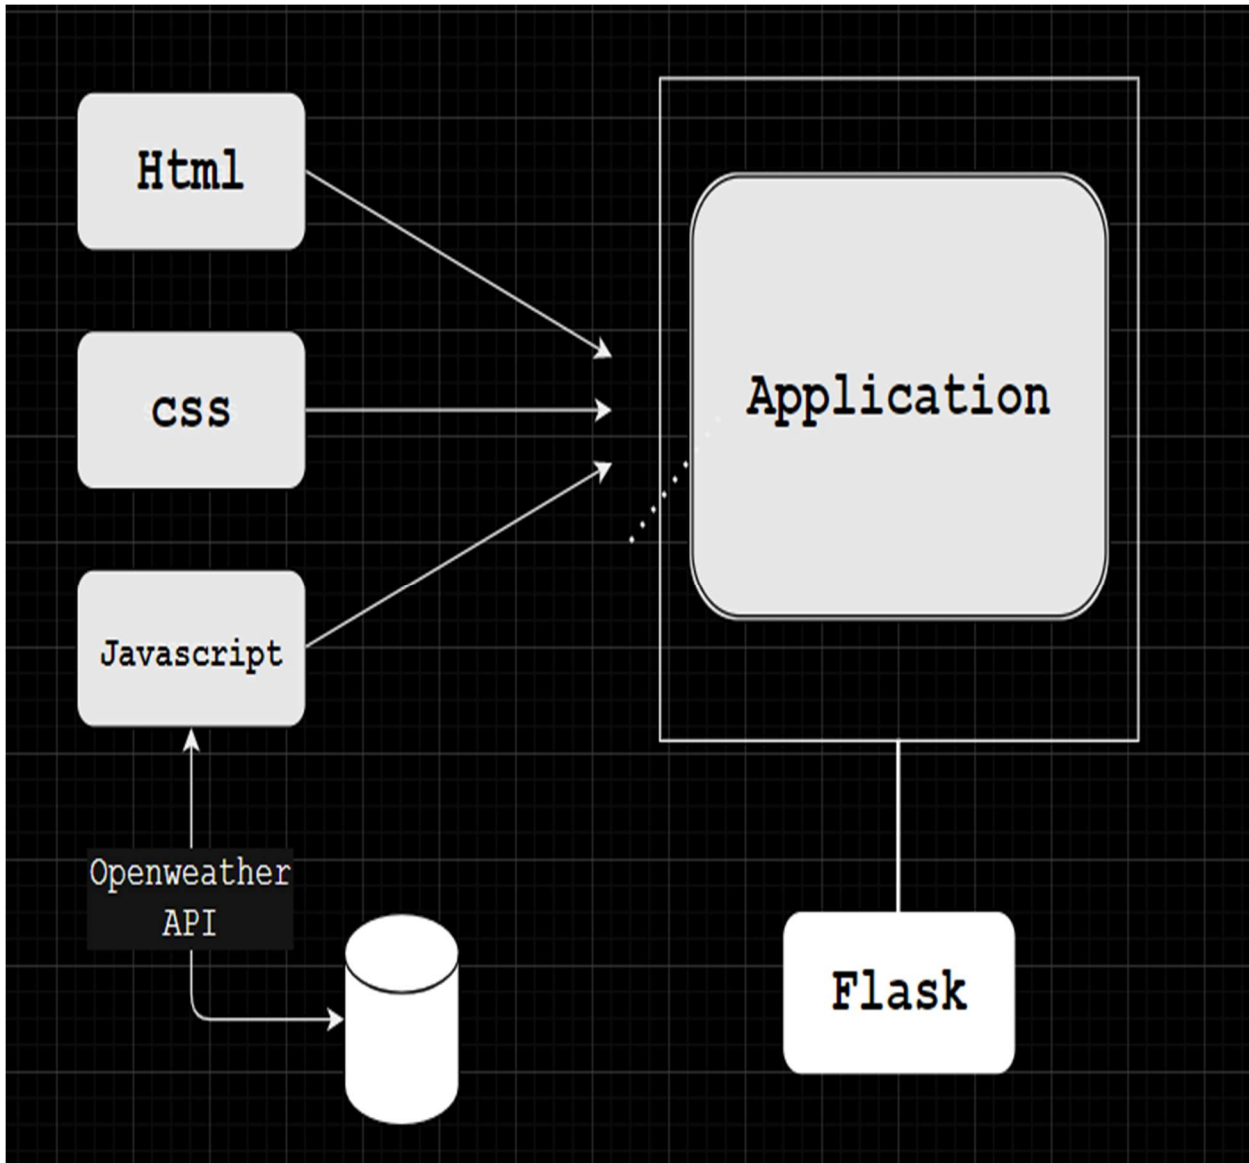 Html
css
Application
Javascript
Openweather
API
Flask